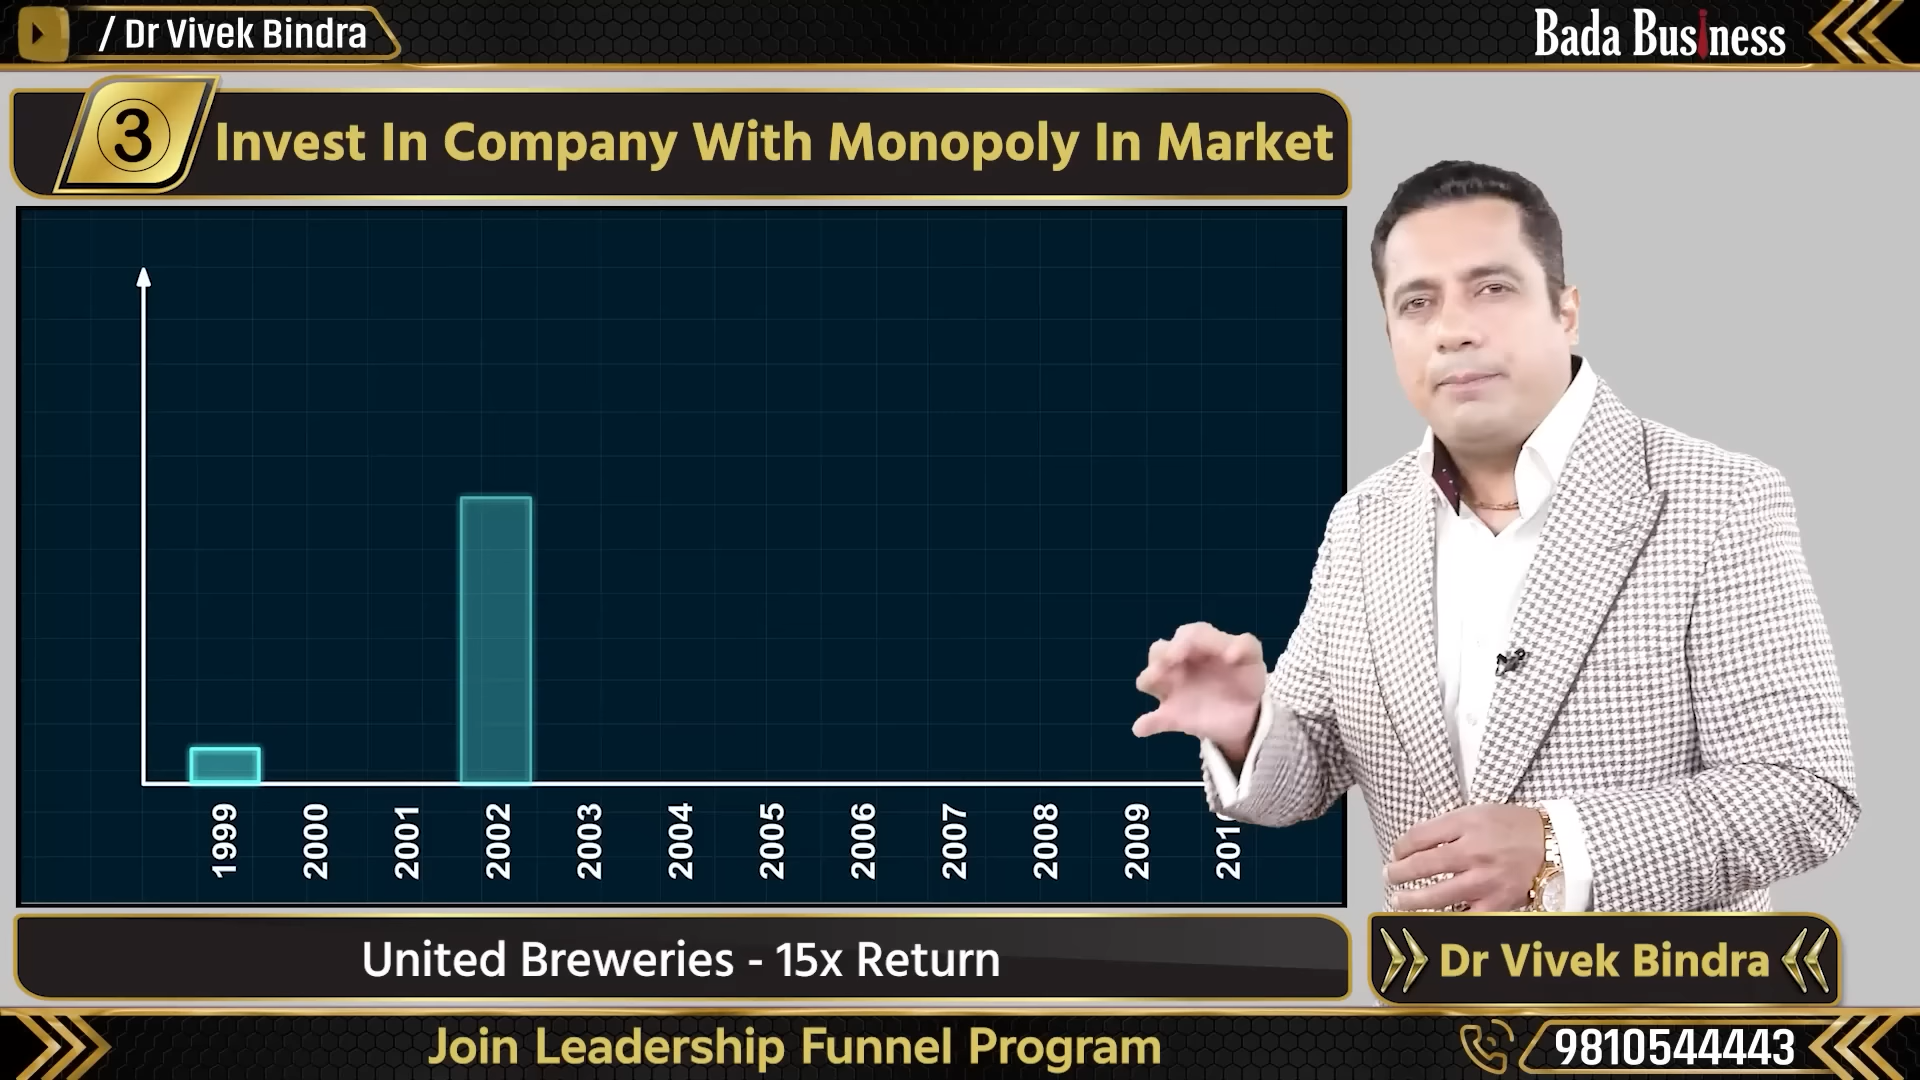 / Dr Vivek Bindra
Bada Business
3 Invest In Company With Monopoly In Market
1999 2000 2001 2002 2003 2004 2005 2006 2007 2008 2009
United Breweries - 15x Return
Dr Vivek Bindra
Join Leadership Funnel Program
9810544443